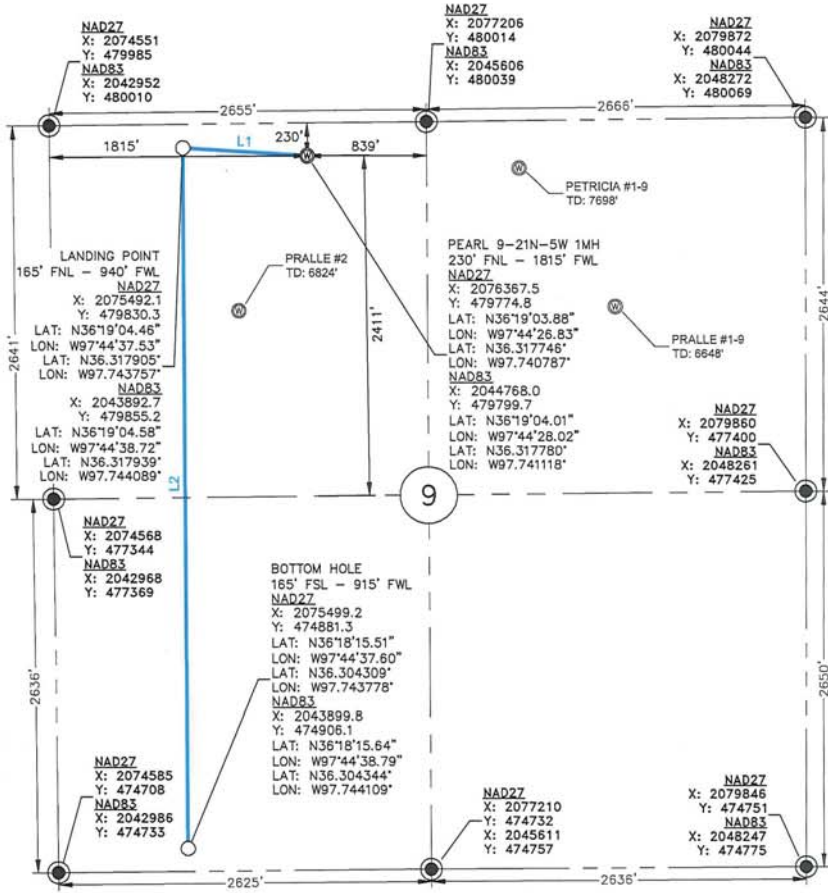 NAD27
X: 2074551
Y: 479985
NAD83
X: 2042952
Y: 480010
NAD27
X: 2077206
Y: 480014
NAD83
X: 2045606
Y: 480039
NAD27
X: 2079872
Y: 480044
NAD83
X: 2048272
Y: 480069
2655'
2666'
1815'
L1
230'
839'
PETRICIA #1-9
TD: 7698'
PRALLE #2
TD: 6824'
LANDING POINT
165' FNL – 940' FWL
NAD27
X: 2075492.1
Y: 479830.3
LAT: N36°19'04.46"
LON: W97°44'37.53"
LAT: N36.317905°
LON: W97.743757°
NAD83
X: 2043892.7
Y: 479855.2
LAT: N36°19'04.58"
LON: W97°44'38.72"
LAT: N36.317939°
LON: W97.744089°
2641'
2411'
PEARL 9-21N-5W 1MH
230' FNL – 1815' FWL
NAD27
X: 2076367.5
Y: 479774.8
LAT: N36°19'03.88"
LON: W97°44'26.83"
LAT: N36.317746°
LON: W97.740787°
NAD83
X: 2044768.0
Y: 479799.7
LAT: N36°19'04.01"
LON: W97°44'28.02"
LAT: N36.317780°
LON: W97.741118°
PRALLE #1-9
TD: 6648'
2644'
NAD27
X: 2079860
Y: 477400
NAD83
X: 2048261
Y: 477425
L2
9
NAD27
X: 2074568
Y: 477344
NAD83
X: 2042968
Y: 477369
BOTTOM HOLE
165' FSL – 915' FWL
NAD27
X: 2075499.2
Y: 474881.3
LAT: N36°18'15.51"
LON: W97°44'37.60"
LAT: N36.304309°
LON: W97.743778°
NAD83
X: 2043899.8
Y: 474906.1
LAT: N36°18'15.64"
LON: W97°44'38.79"
LAT: N36.304344°
LON: W97.744109°
2636'
2650'
NAD27
X: 2074585
Y: 474708
NAD83
X: 2042986
Y: 474733
NAD27
X: 2077210
Y: 474732
X: 2045611
Y: 474757
NAD27
X: 2079846
Y: 474751
NAD83
X: 2048247
Y: 474775
2625'
2636'
W
W
W
W